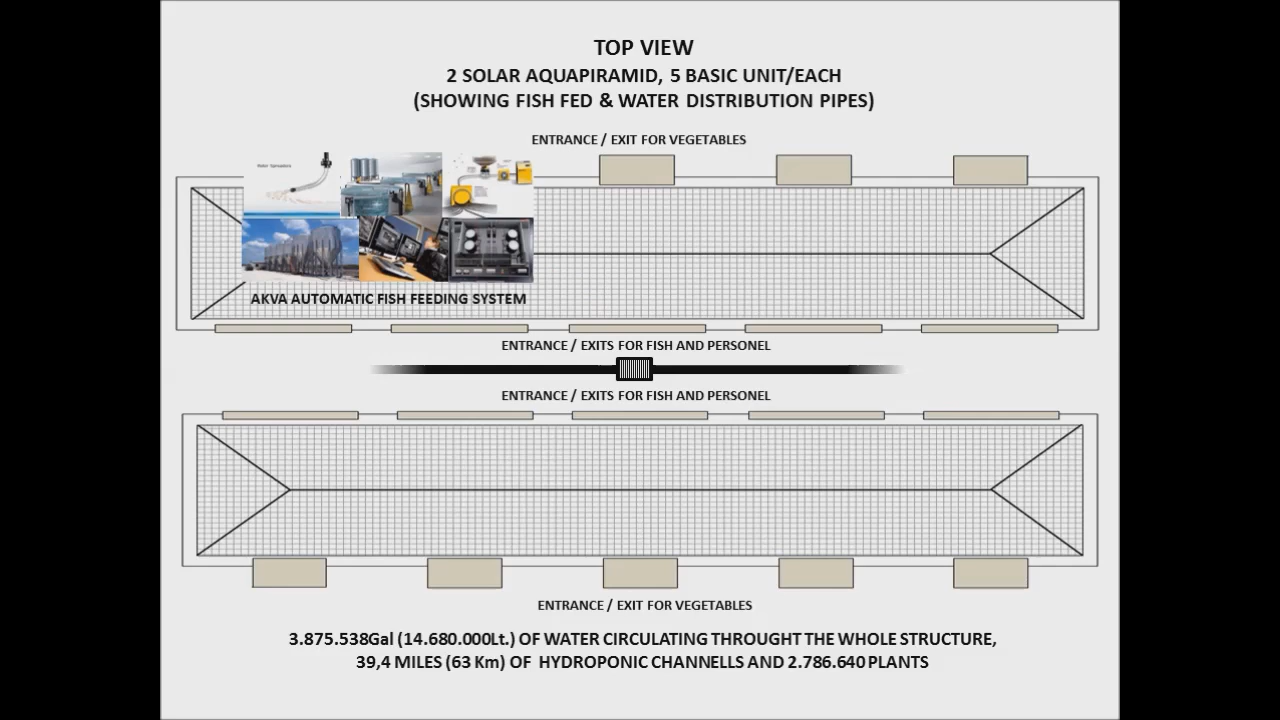 TOP VIEW
2 SOLAR AQUAPIRAMID, 5 BASIC UNIT/EACH
(SHOWING FISH FED & WATER DISTRIBUTION PIPES)
ENTRANCE / EXIT FOR VEGETABLES
AKVA AUTOMATIC FISH FEEDING SYSTEM
ENTRANCE / EXITS FOR FISH AND PERSONEL
ENTRANCE / EXITS FOR FISH AND PERSONEL
ENTRANCE / EXIT FOR VEGETABLES
3.875.538Gal (14.680.000Lt.) OF WATER CIRCULATING THROUGHT THE WHOLE STRUCTURE,
39,4 MILES (63 Km) OF HYDROPONIC CHANNELLS AND 2.786.640 PLANTS